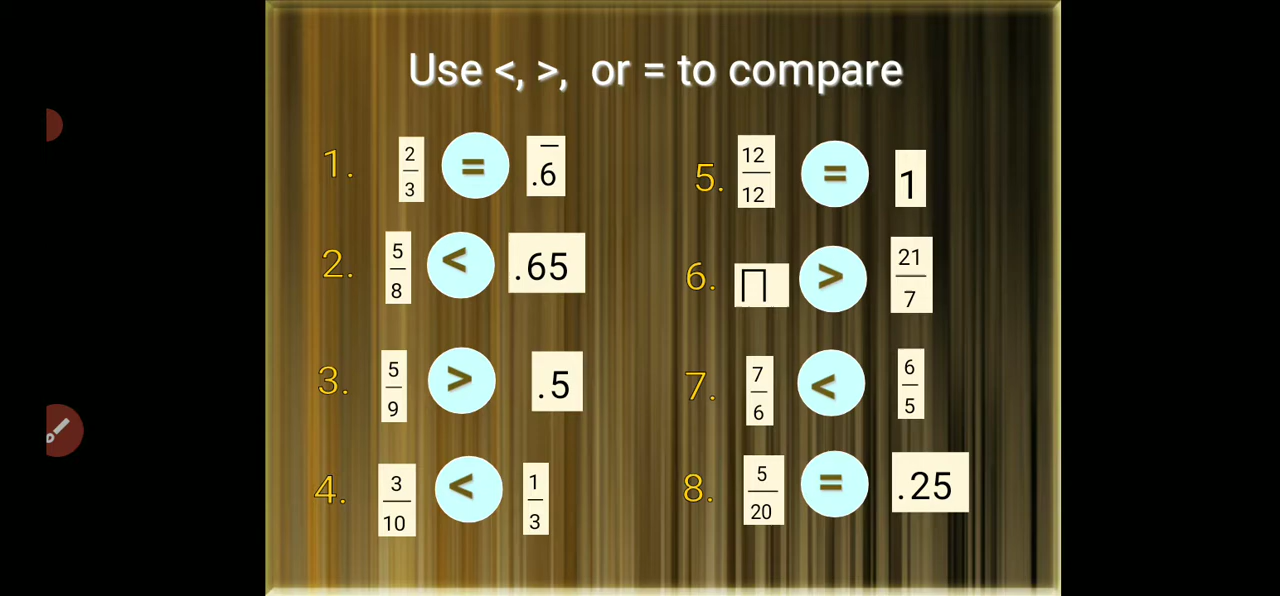 Use <, >, or = to compare
1. 2/3 = .6̅
2. 5/8 < .65
3. 5/9 > .5
4. 3/10 < 1/3
5. 12/12 = 1
6. ∏ > 21/7
7. 7/6 < 6/5
8. 5/20 = .25